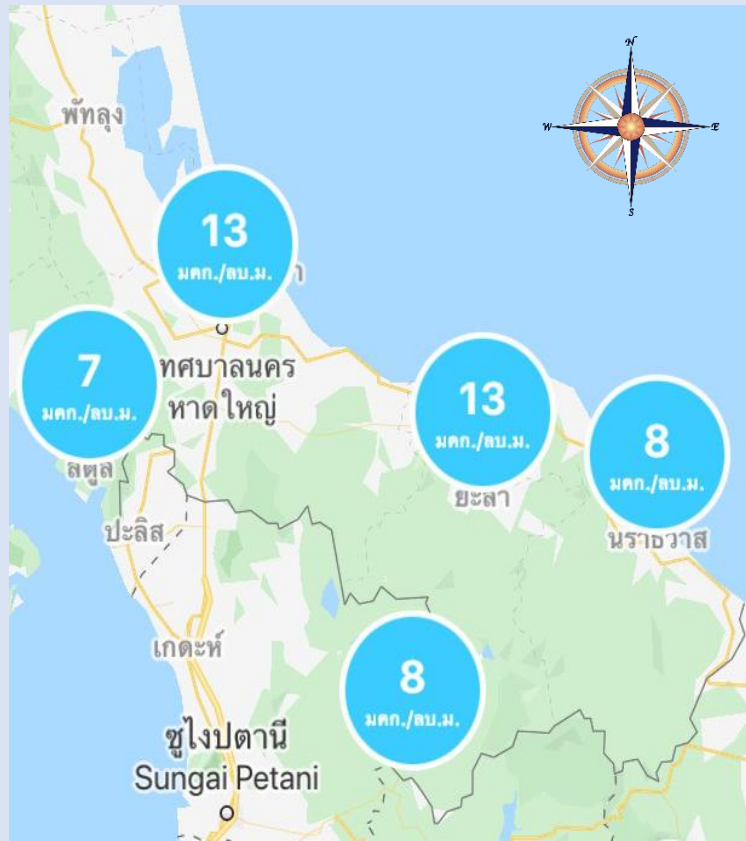 N
W
E
S
พัทลุง
13
มคก./ลบ.ม.
า
7
มคก./ลบ.ม.
ทศบาลนคร
หาดใหญ่
13
มคก./ลบ.ม.
8
มคก./ลบ.ม.
สตูล
ยะลา
ปะลิส
นราธิวาส
เกดะห์
8
มคก./ลบ.ม.
ซูไงปตานี
Sungai Petani